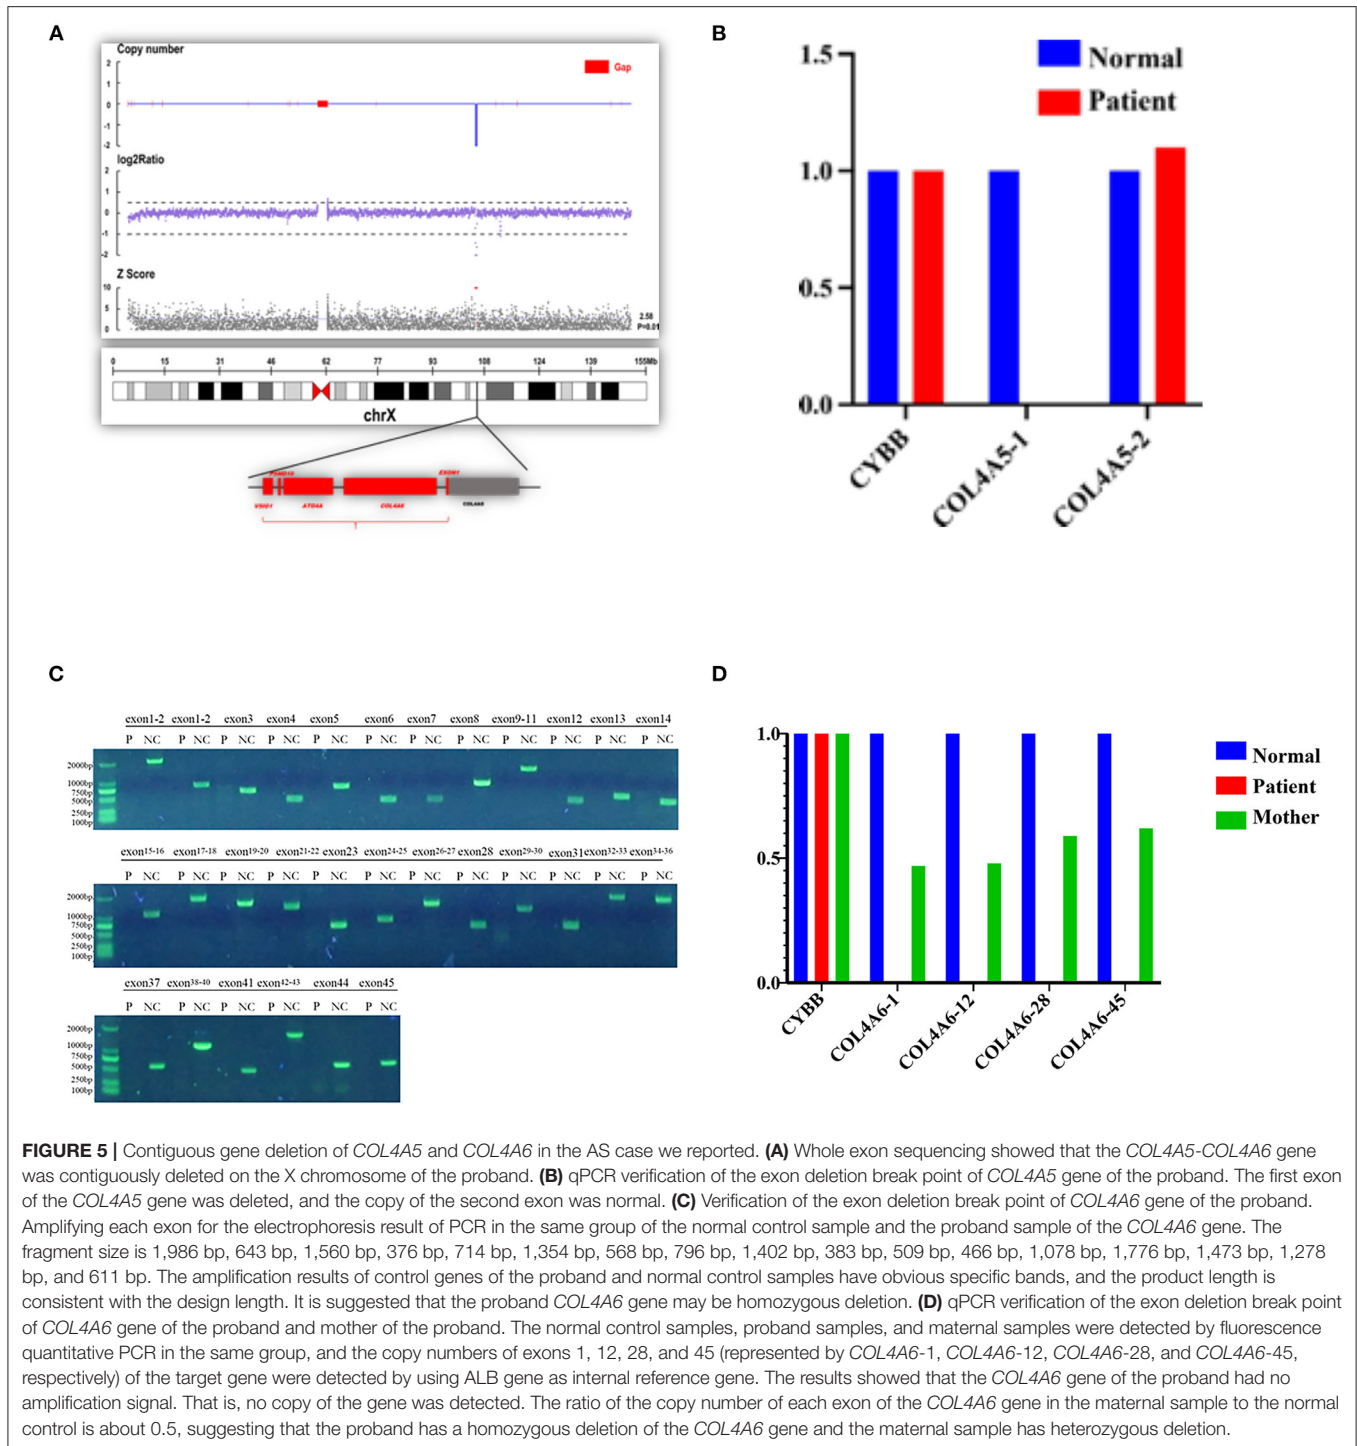 A
Copy number
2
1
0
-1
-2
Gap
log2Ratio
2
1
0
-1
-2
Z Score
10
5
0
2.58
P=0.01
0 15 31 46 62 77 93 108 124 139 155Mb
chrX
PSMD10 EXON1
VSIG1 ATG4A COL4A6 COL4A5
B
1.5
1.0
0.5
0.0
Normal
Patient
CYBB COL4A5-1 COL4A5-2
C
exon1-2 exon1-2 exon3 exon4 exon5 exon6 exon7 exon8 exon9-11 exon12 exon13 exon14
P NC P NC P NC P NC P NC P NC P NC P NC P NC P NC P NC P NC
2000bp
1000bp
750bp
500bp
250bp
100bp
exon15-16 exon17-18 exon19-20 exon21-22 exon23 exon24-25 exon26-27 exon28 exon29-30 exon31 exon32-33 exon34-36
P NC P NC P NC P NC P NC P NC P NC P NC P NC P NC P NC P NC
2000bp
1000bp
750bp
500bp
250bp
100bp
exon37 exon38-40 exon41 exon42-43 exon44 exon45
P NC P NC P NC P NC P NC P NC
2000bp
1000bp
750bp
500bp
250bp
100bp
D
1.0
0.5
0.0
Normal
Patient
Mother
CYBB COL4A6-1 COL4A6-12 COL4A6-28 COL4A6-45
FIGURE 5 | Contiguous gene deletion of COL4A5 and COL4A6 in the AS case we reported. (A) Whole exon sequencing showed that the COL4A5-COL4A6 gene
was contiguously deleted on the X chromosome of the proband. (B) qPCR verification of the exon deletion break point of COL4A5 gene of the proband. The first exon
of the COL4A5 gene was deleted, and the copy of the second exon was normal. (C) Verification of the exon deletion break point of COL4A6 gene of the proband.
Amplifying each exon for the electrophoresis result of PCR in the same group of the normal control sample and the proband sample of the COL4A6 gene. The
fragment size is 1,986 bp, 643 bp, 1,560 bp, 376 bp, 714 bp, 1,354 bp, 568 bp, 796 bp, 1,402 bp, 383 bp, 509 bp, 466 bp, 1,078 bp, 1,776 bp, 1,473 bp, 1,278
bp, and 611 bp. The amplification results of control genes of the proband and normal control samples have obvious specific bands, and the product length is
consistent with the design length. It is suggested that the proband COL4A6 gene may be homozygous deletion. (D) qPCR verification of the exon deletion break point
of COL4A6 gene of the proband and mother of the proband. The normal control samples, proband samples, and maternal samples were detected by fluorescence
quantitative PCR in the same group, and the copy numbers of exons 1, 12, 28, and 45 (represented by COL4A6-1, COL4A6-12, COL4A6-28, and COL4A6-45,
respectively) of the target gene were detected by using ALB gene as internal reference gene. The results showed that the COL4A6 gene of the proband had no
amplification signal. That is, no copy of the gene was detected. The ratio of the copy number of each exon of the COL4A6 gene in the maternal sample to the normal
control is about 0.5, suggesting that the proband has a homozygous deletion of the COL4A6 gene and the maternal sample has heterozygous deletion.